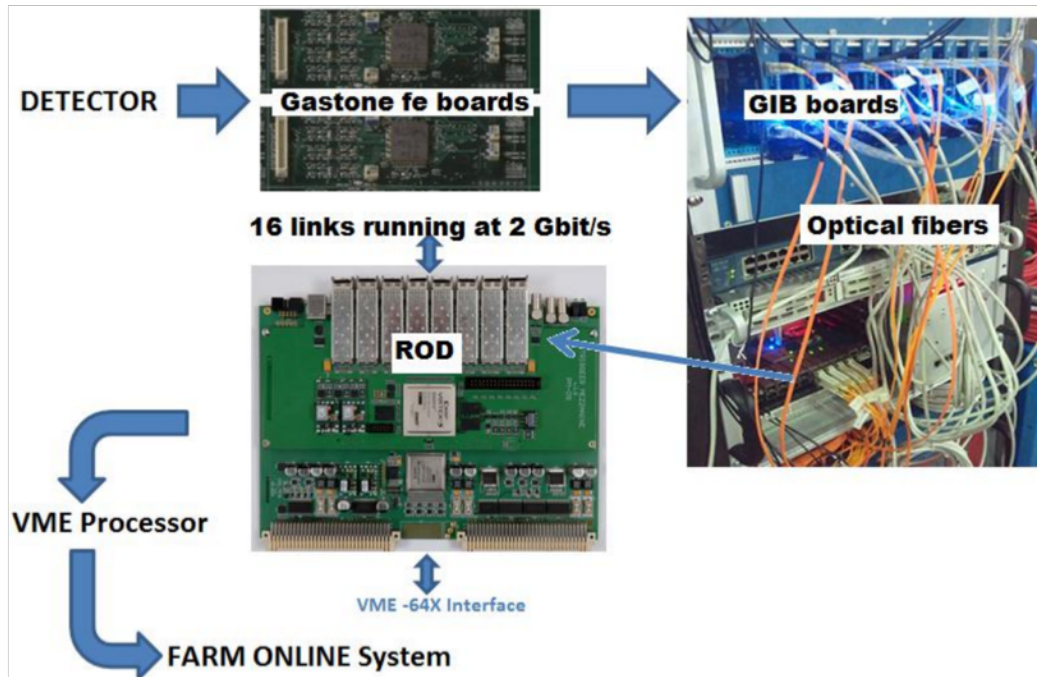 DETECTOR
Gastone fe boards
GIB boards
Optical fibers
16 links running at 2 Gbit/s
ROD
VME Processor
VME -64X Interface
FARM ONLINE System